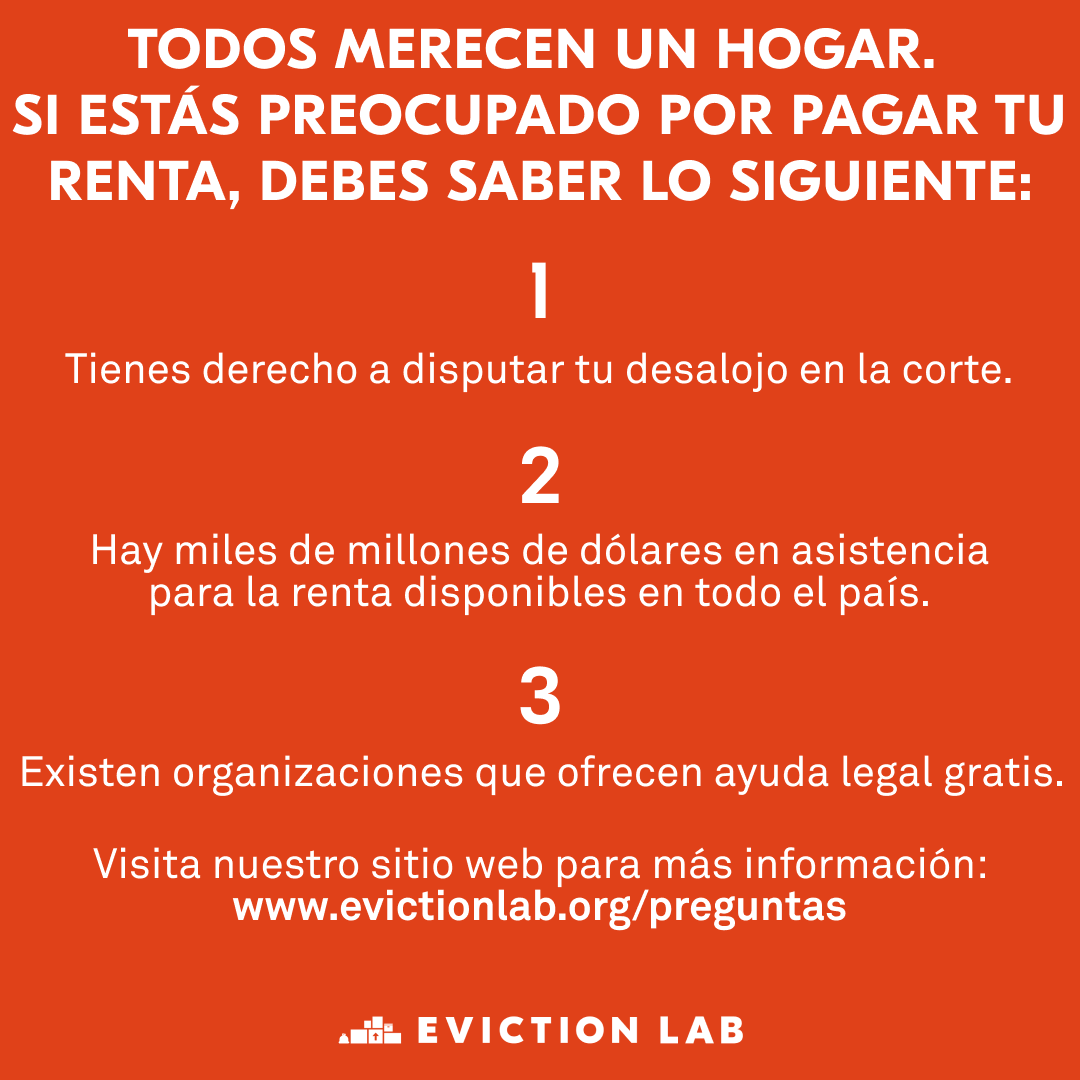 TODOS MERECEN UN HOGAR.
SI ESTÁS PREOCUPADO POR PAGAR TU
RENTA, DEBES SABER LO SIGUIENTE:
1
Tienes derecho a disputar tu desalojo en la corte.
2
Hay miles de millones de dólares en asistencia
para la renta disponibles en todo el país.
3
Existen organizaciones que ofrecen ayuda legal gratis.
Visita nuestro sitio web para más información:
www.evictionlab.org/preguntas
EVICTION LAB